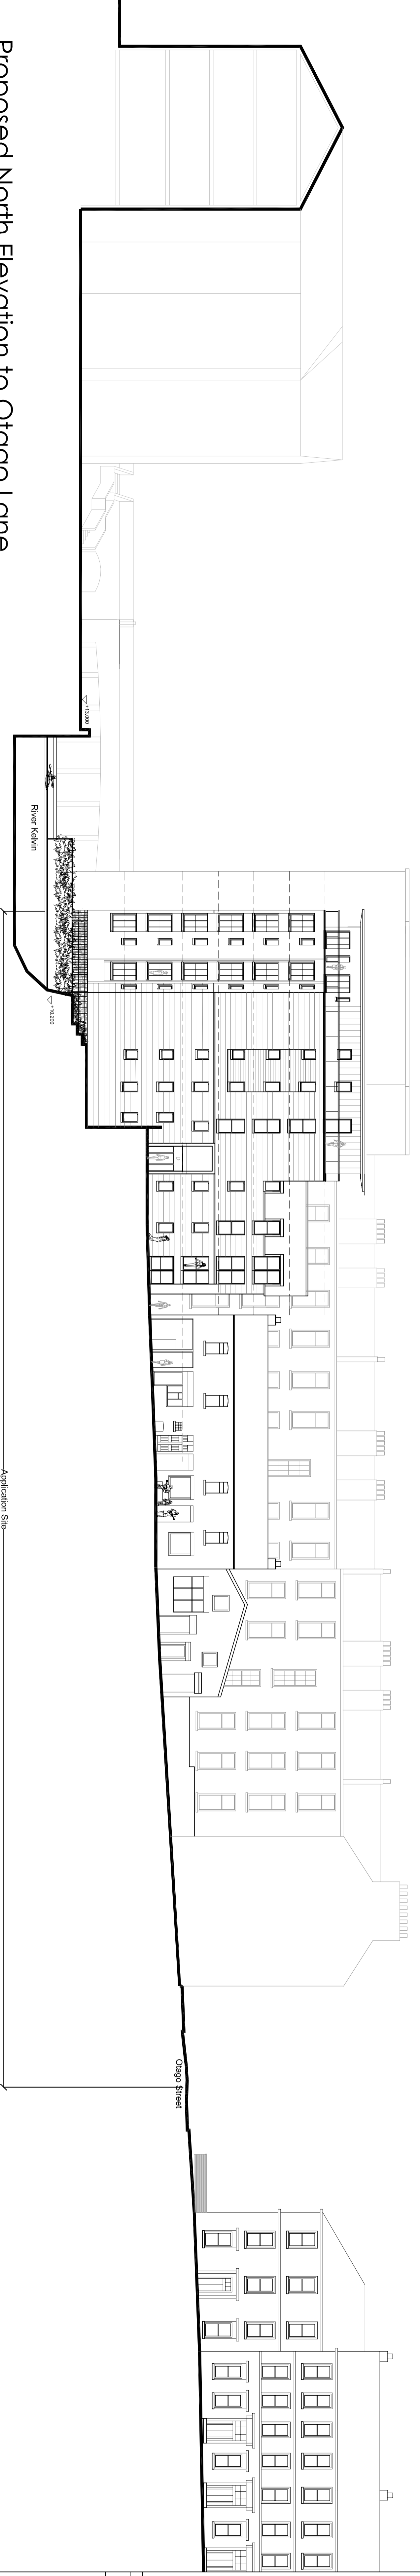 Proposed North Elevation to Otago Lane
+13.000
River Kelvin
+10.200
Application Site
Otago Street